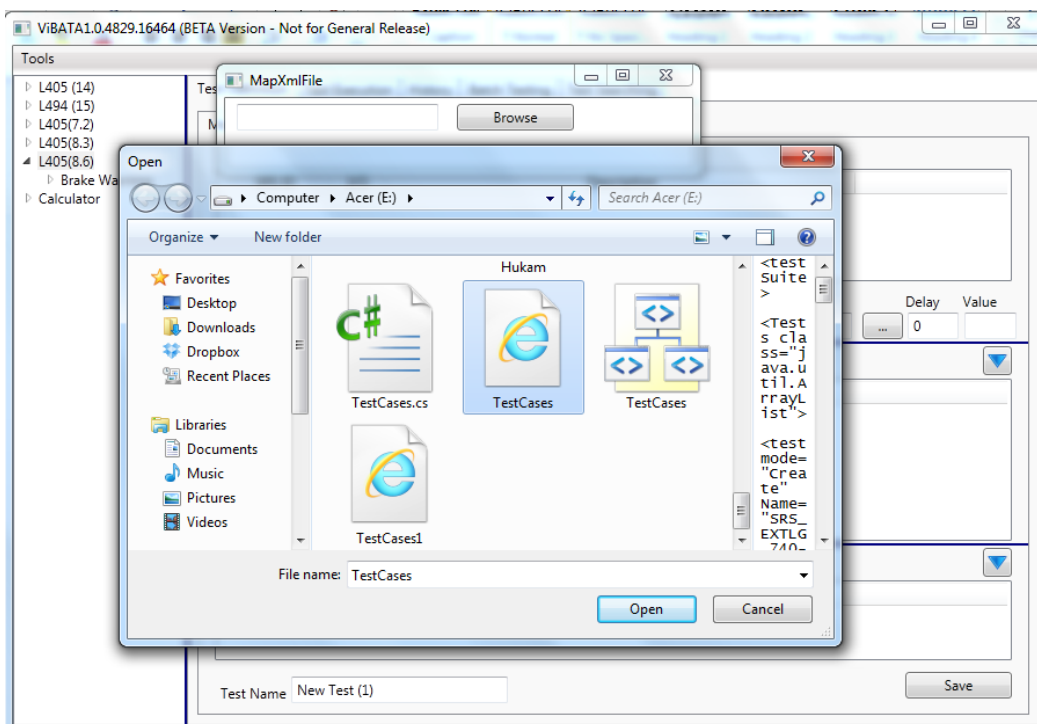 ViBATA1.0.4829.16464 (BETA Version - Not for General Release)
Tools
L405 (14)
L494 (15)
L405(7.2)
L405(8.3)
L405(8.6)
Brake Wa
Calculator
Tes
M
MapXmlFile
Browse
Open
Computer
Acer (E:)
Search Acer (E:)
Organize
New folder
Favorites
Desktop
Downloads
Dropbox
Recent Places
Libraries
Documents
Music
Pictures
Videos
Hukam
TestCases.cs
TestCases
TestCases
TestCases1
<test
Suite
>
<Test
s cla
ss="j
ava.u
til.A
rrayL
ist">
<test
mode=
"Crea
te"
Name=
"SRS_
EXTLG
_740-
File name: TestCases
Open
Cancel
Delay
Value
...
0
Test Name
New Test (1)
Save